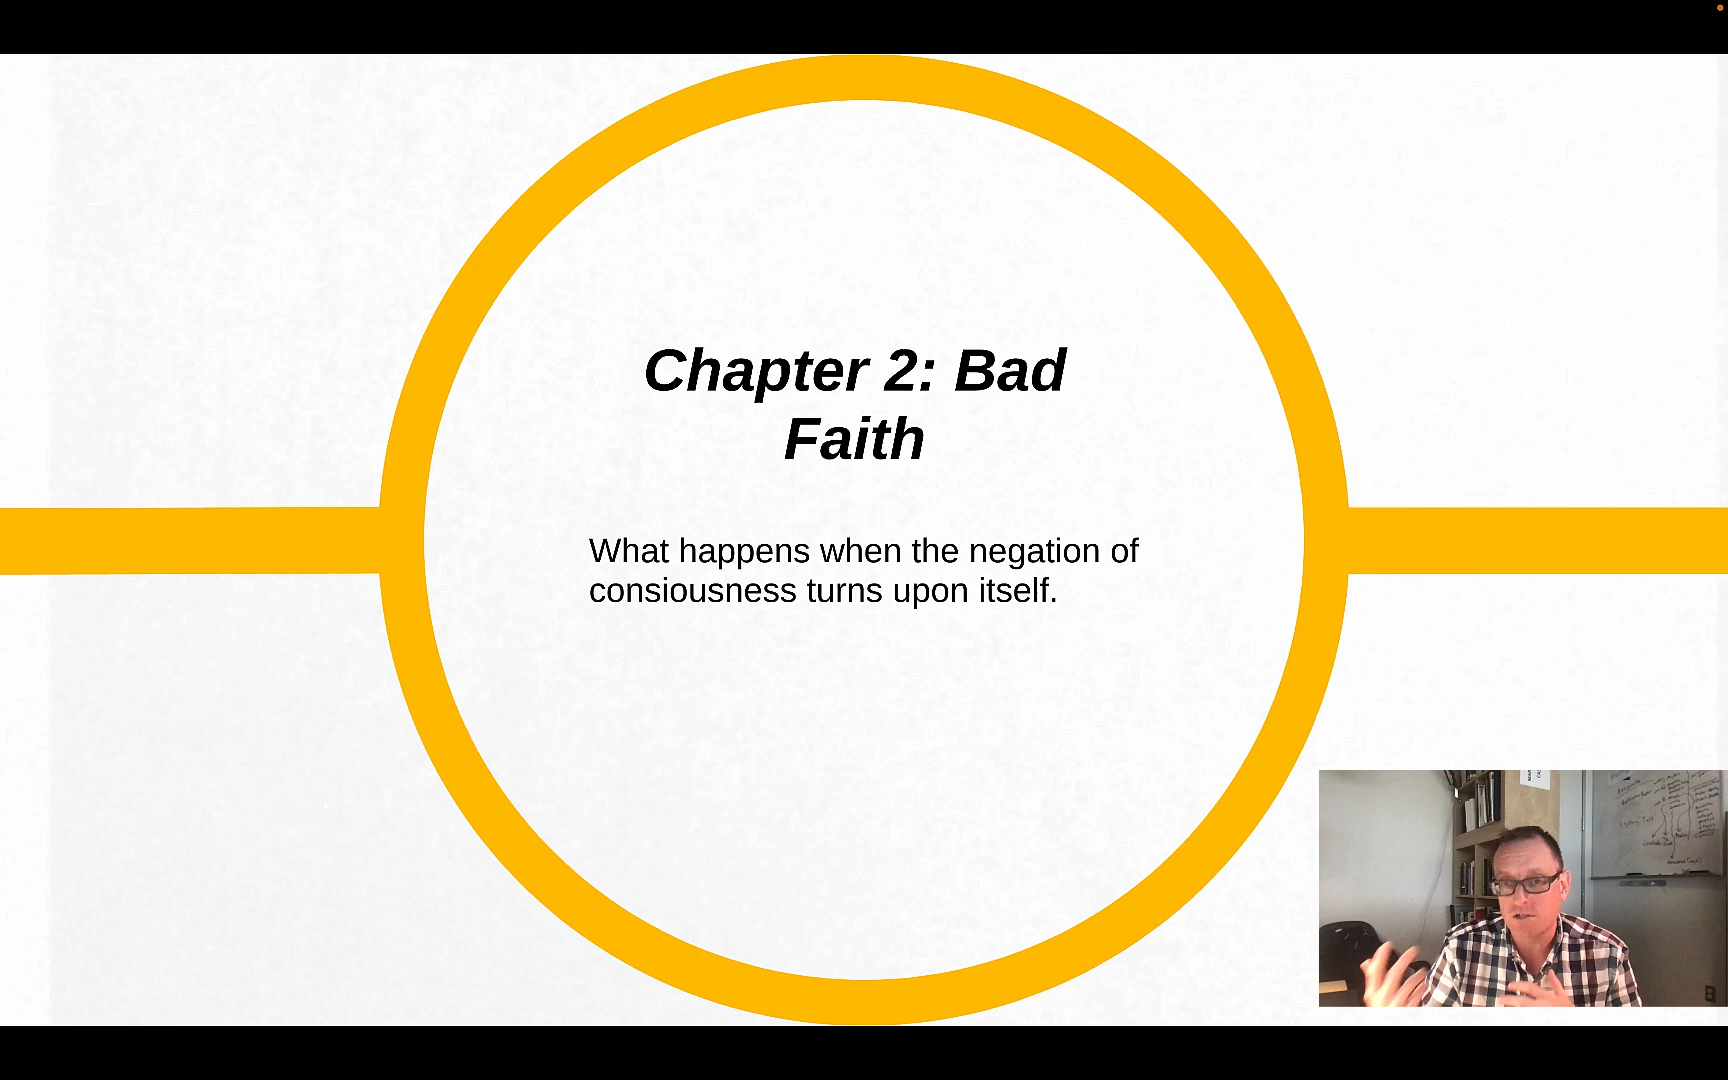 Chapter 2: Bad
Faith
What happens when the negation of
consiousness turns upon itself.